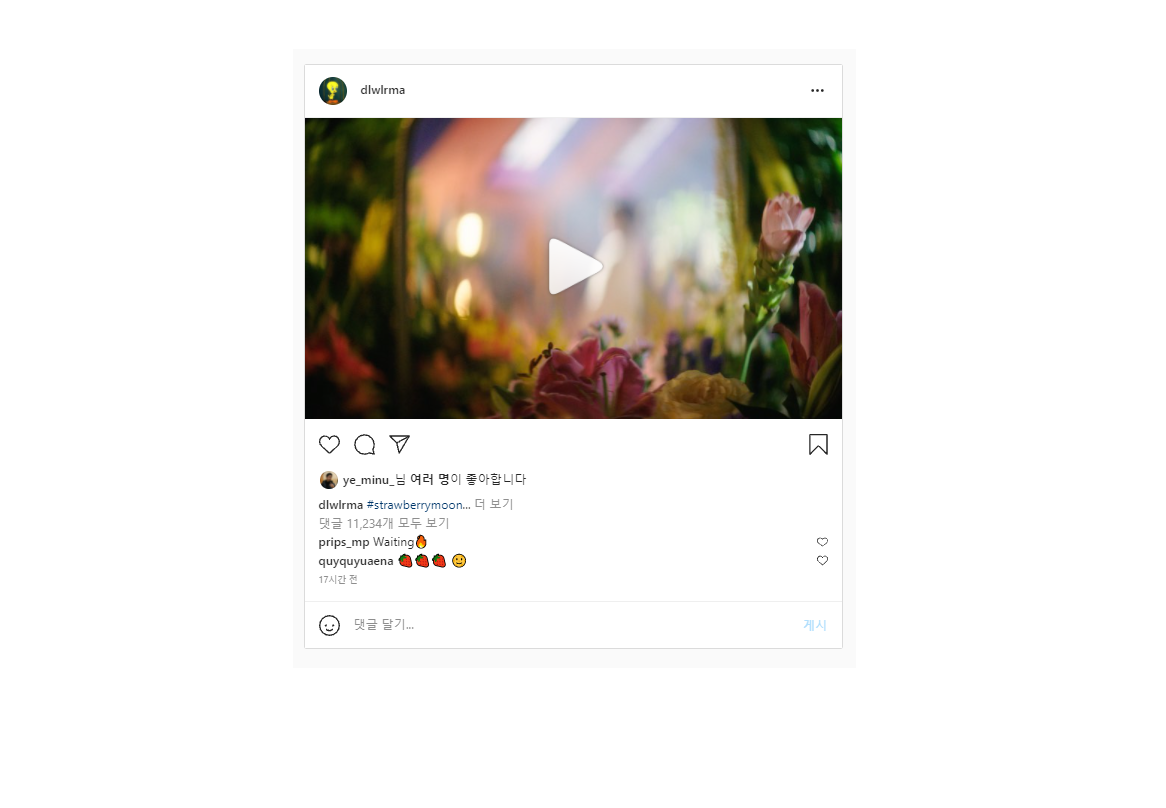 dlwlrma
ye_minu_님 여러 명이 좋아합니다
dlwlrma #strawberrymoon... 더 보기
댓글 11,234개 모두 보기
prips_mp Waiting🔥
quyquyuaena 🍓🍓🍓 🙂
17시간 전
댓글 달기... 게시